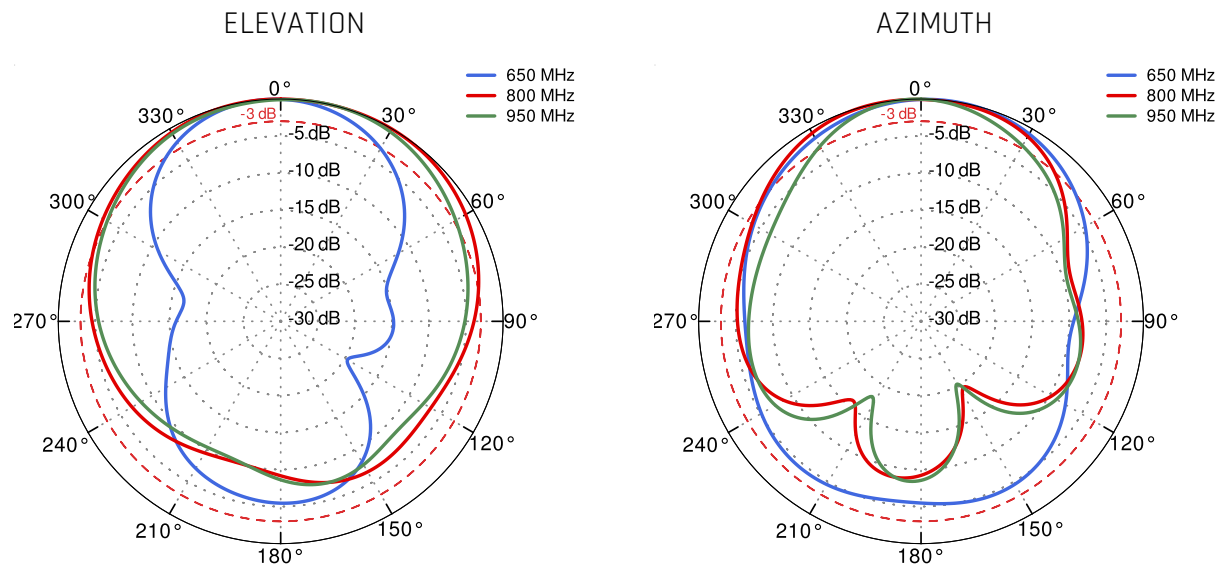 ELEVATION
650 MHz
800 MHz
950 MHz
0°
330°
30°
-3 dB
-5 dB
-10 dB
300°
60°
-15 dB
-20 dB
-25 dB
-30 dB
270°
90°
240°
120°
210°
150°
180°
AZIMUTH
650 MHz
800 MHz
950 MHz
0°
330°
30°
-3 dB
-5 dB
-10 dB
300°
60°
-15 dB
-20 dB
-25 dB
-30 dB
270°
90°
240°
120°
210°
150°
180°